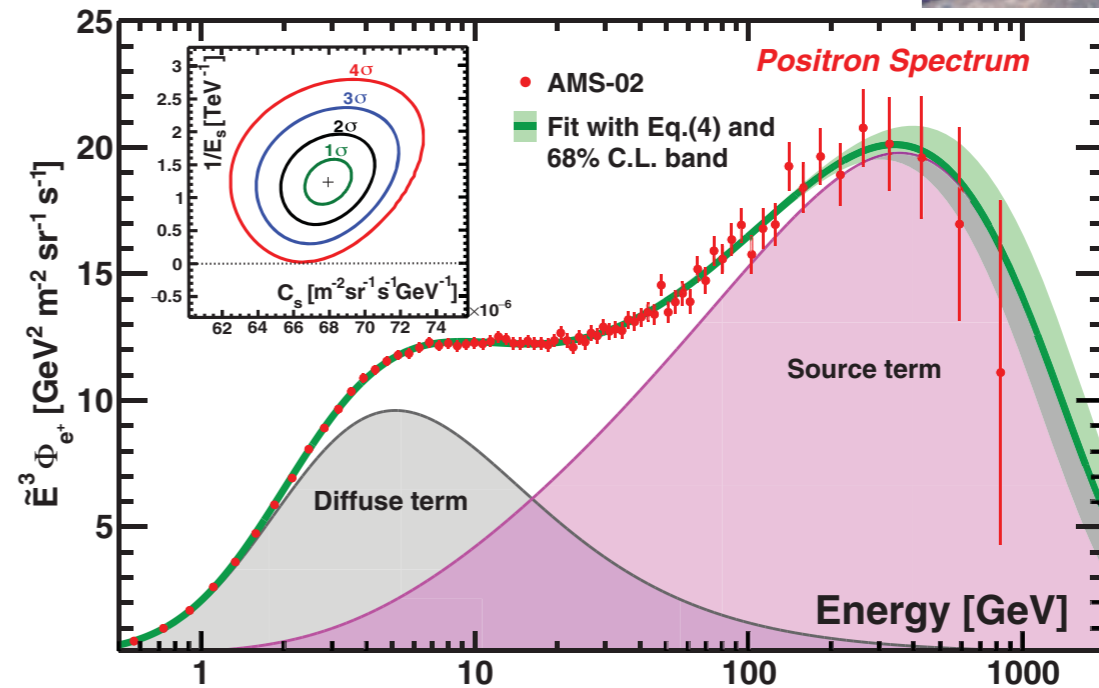 Positron Spectrum
AMS-02
Fit with Eq.(4) and
68% C.L. band
4σ
3σ
2σ
1σ
1/Eₛ [TeV⁻¹]
3
2.5
2
1.5
1
0.5
0
−0.5
Cₛ [m⁻²sr⁻¹s⁻¹GeV⁻¹]
×10⁻⁶
62 64 66 68 70 72 74
Ẽ³ Φₑ⁺ [GeV² m⁻² sr⁻¹ s⁻¹]
25
20
15
10
5
Source term
Diffuse term
Energy [GeV]
1 10 100 1000